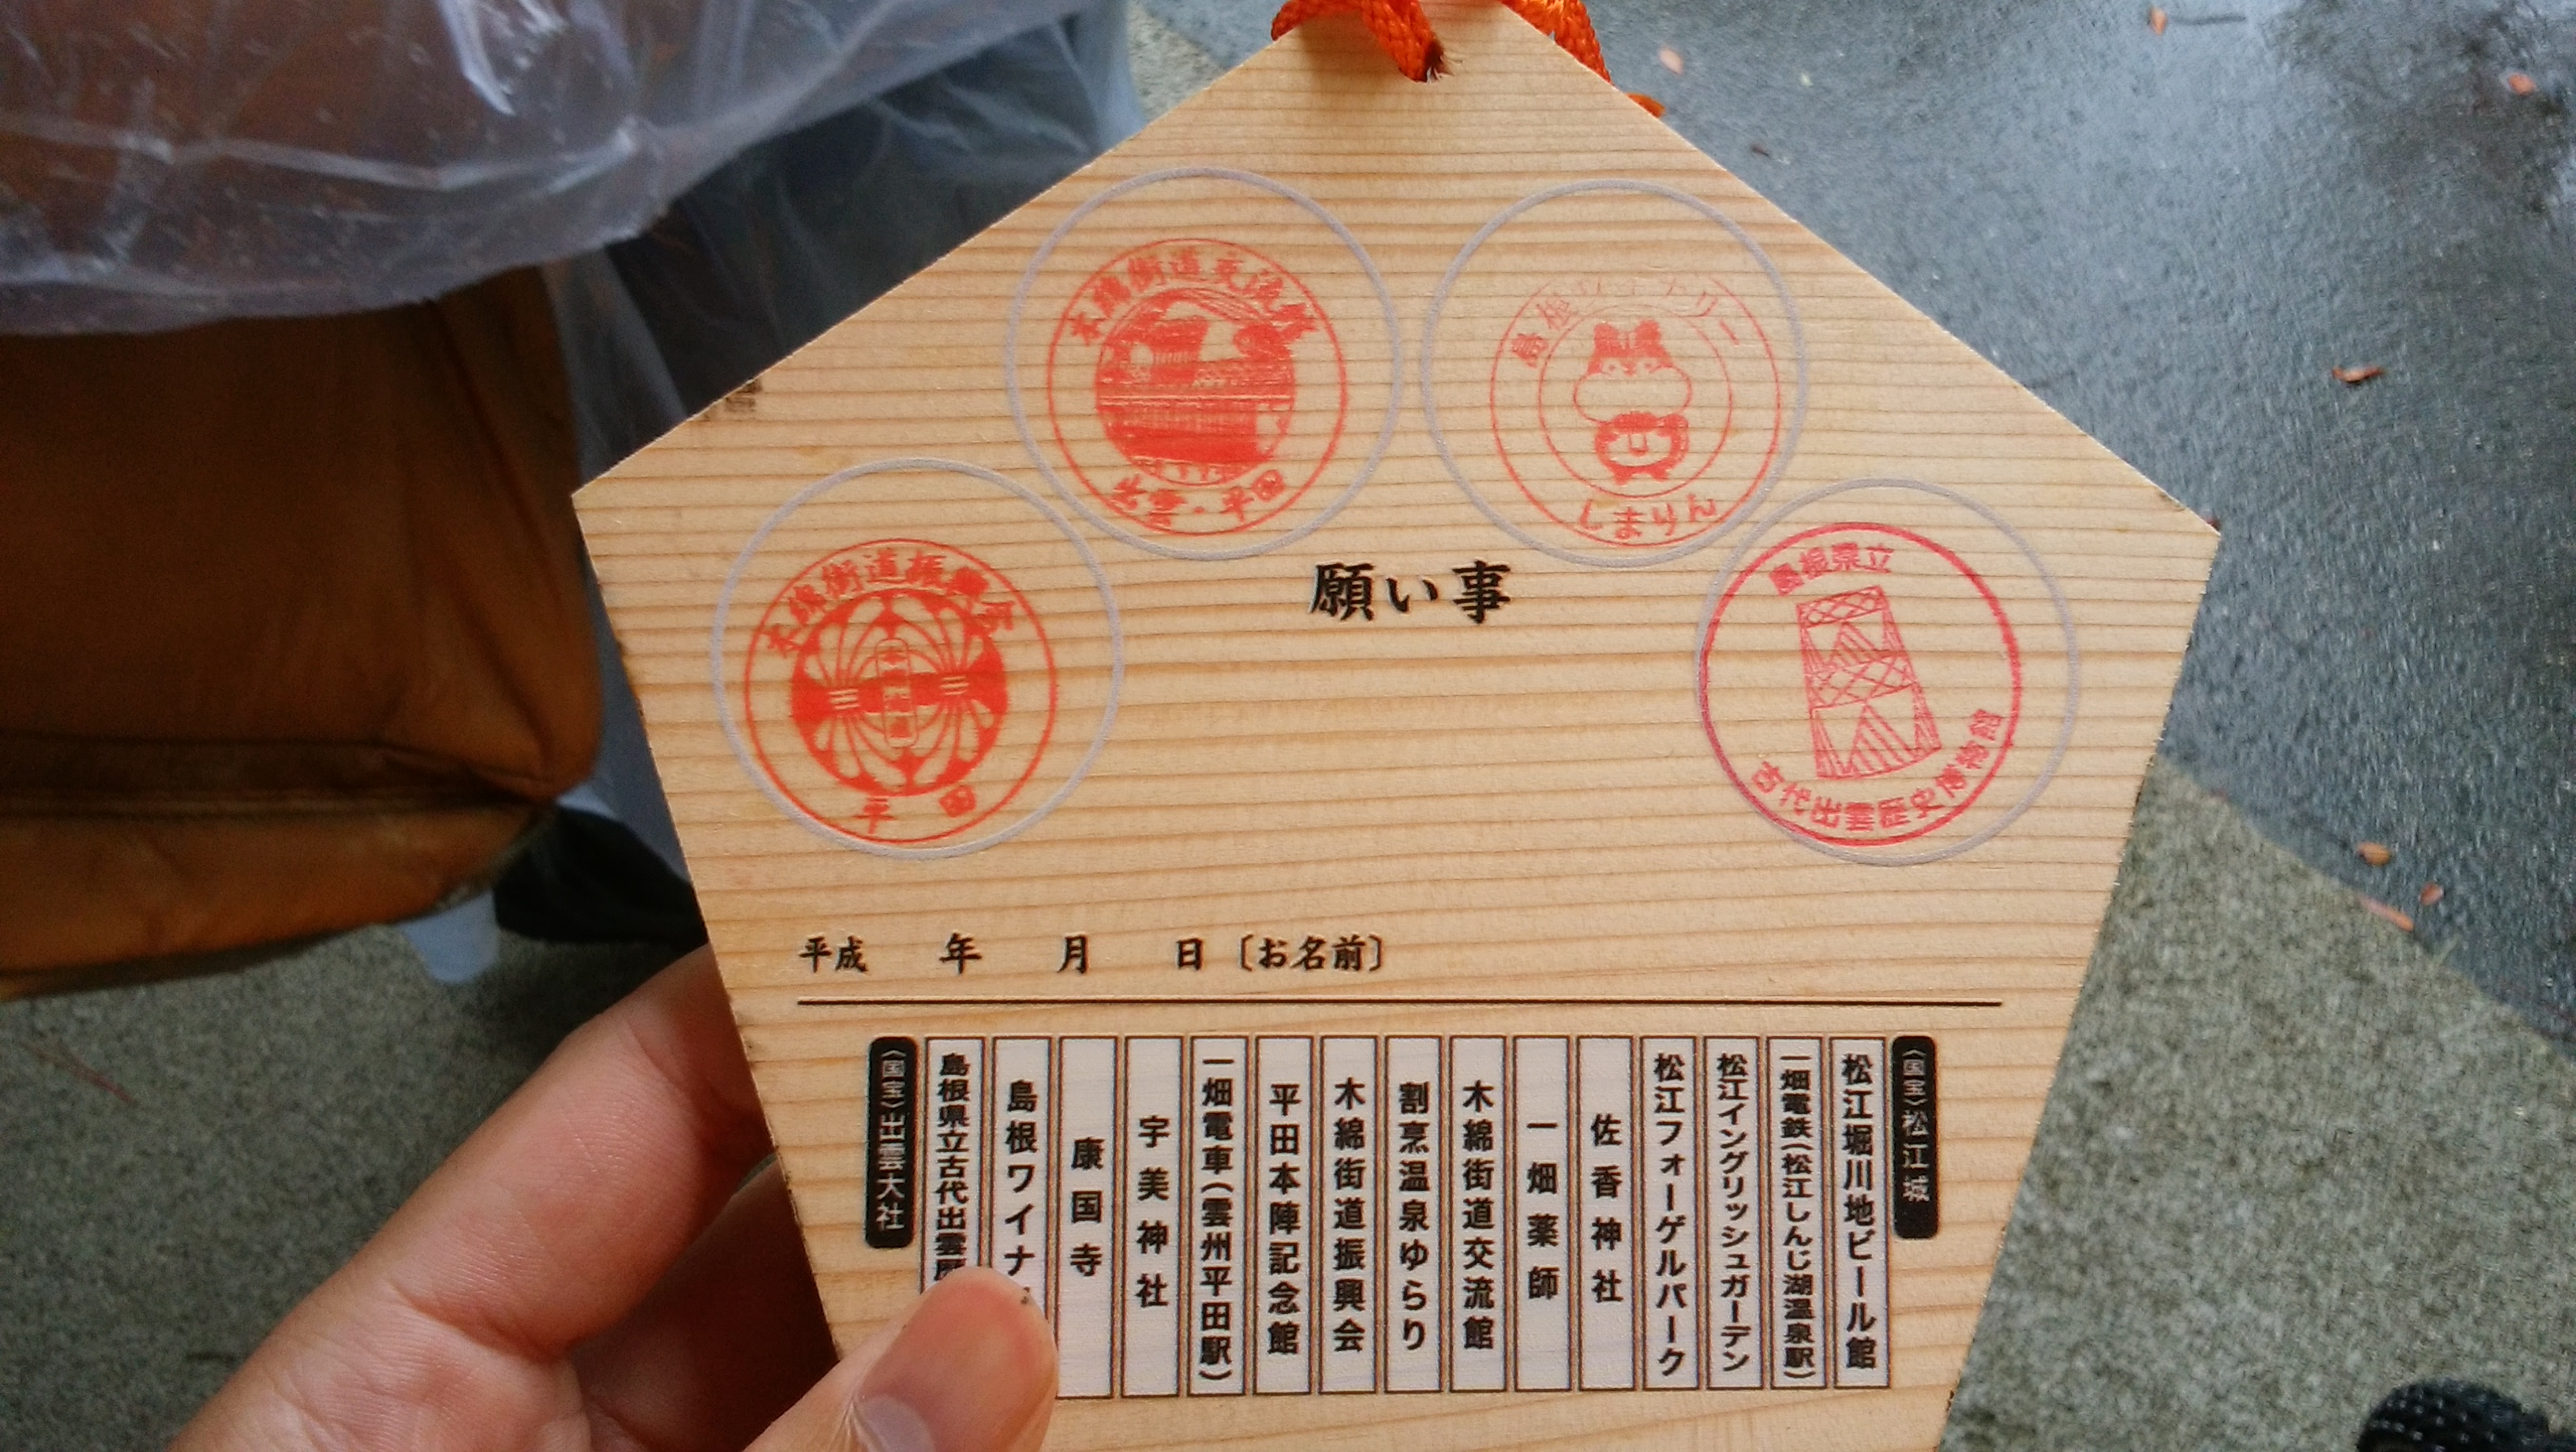 木綿街道交流館
出雲・平田
島根ワイナリー
しまりん
木綿街道振興会
平田
島根県立
古代出雲歴史博物館
願い事
平成 年 月 日〔お名前〕
〈国宝〉松江城
松江堀川地ビール館
一畑電鉄(松江しんじ湖温泉駅)
松江イングリッシュガーデン
松江フォーゲルパーク
佐香神社
一畑薬師
木綿街道交流館
割烹温泉ゆらり
木綿街道振興会
平田本陣記念館
一畑電車(雲州平田駅)
宇美神社
康国寺
島根ワイナ
島根県立古代出雲歴
〈国宝〉出雲大社